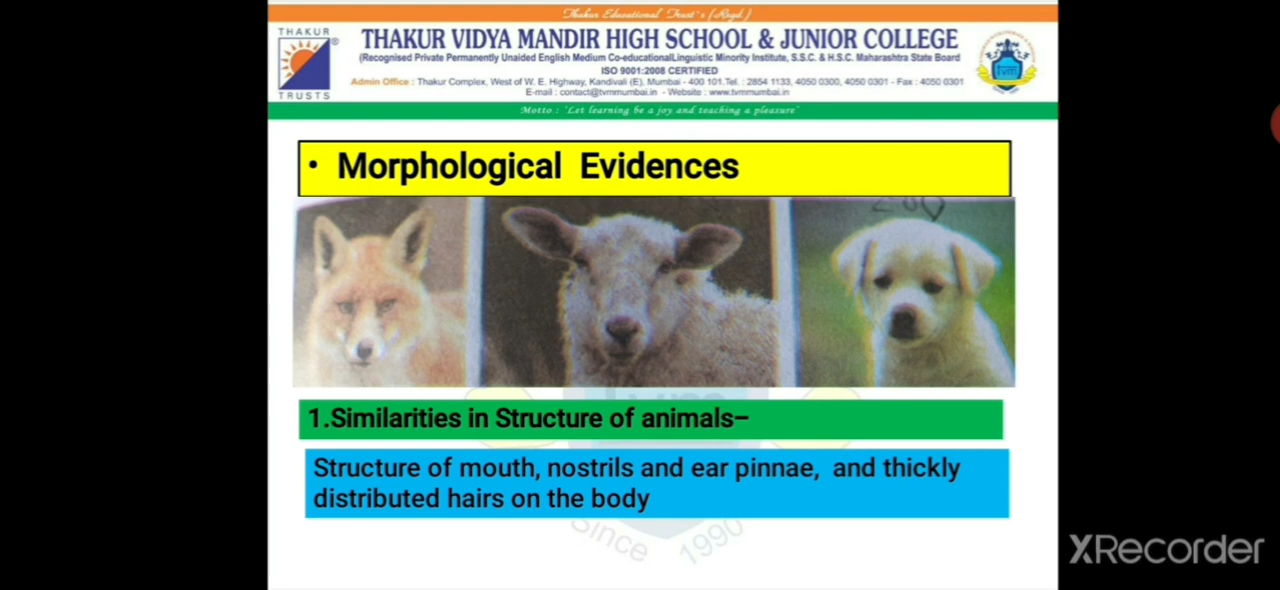 Thakur Educational Trust's (Regd.)
THAKUR
TRUSTS
THAKUR VIDYA MANDIR HIGH SCHOOL & JUNIOR COLLEGE
(Recognised Private Permanently Unaided English Medium Co-educationalLinguistic Minority Institute, S.S.C. & H.S.C. Maharashtra State Board
ISO 9001:2008 CERTIFIED
Admin Office : Thakur Complex, West of W. E. Highway, Kandivali (E), Mumbai - 400 101.Tel. : 2854 1133, 4050 0300, 4050 0301 - Fax : 4050 0301
E-mail : contact@tvmmumbai.in - Website : www.tvmmumbai.in
tvm
Motto : "Let learning be a joy and teaching a pleasure"
• Morphological Evidences
1.Similarities in Structure of animals–
Structure of mouth, nostrils and ear pinnae, and thickly
distributed hairs on the body
Since 1990
XRecorder